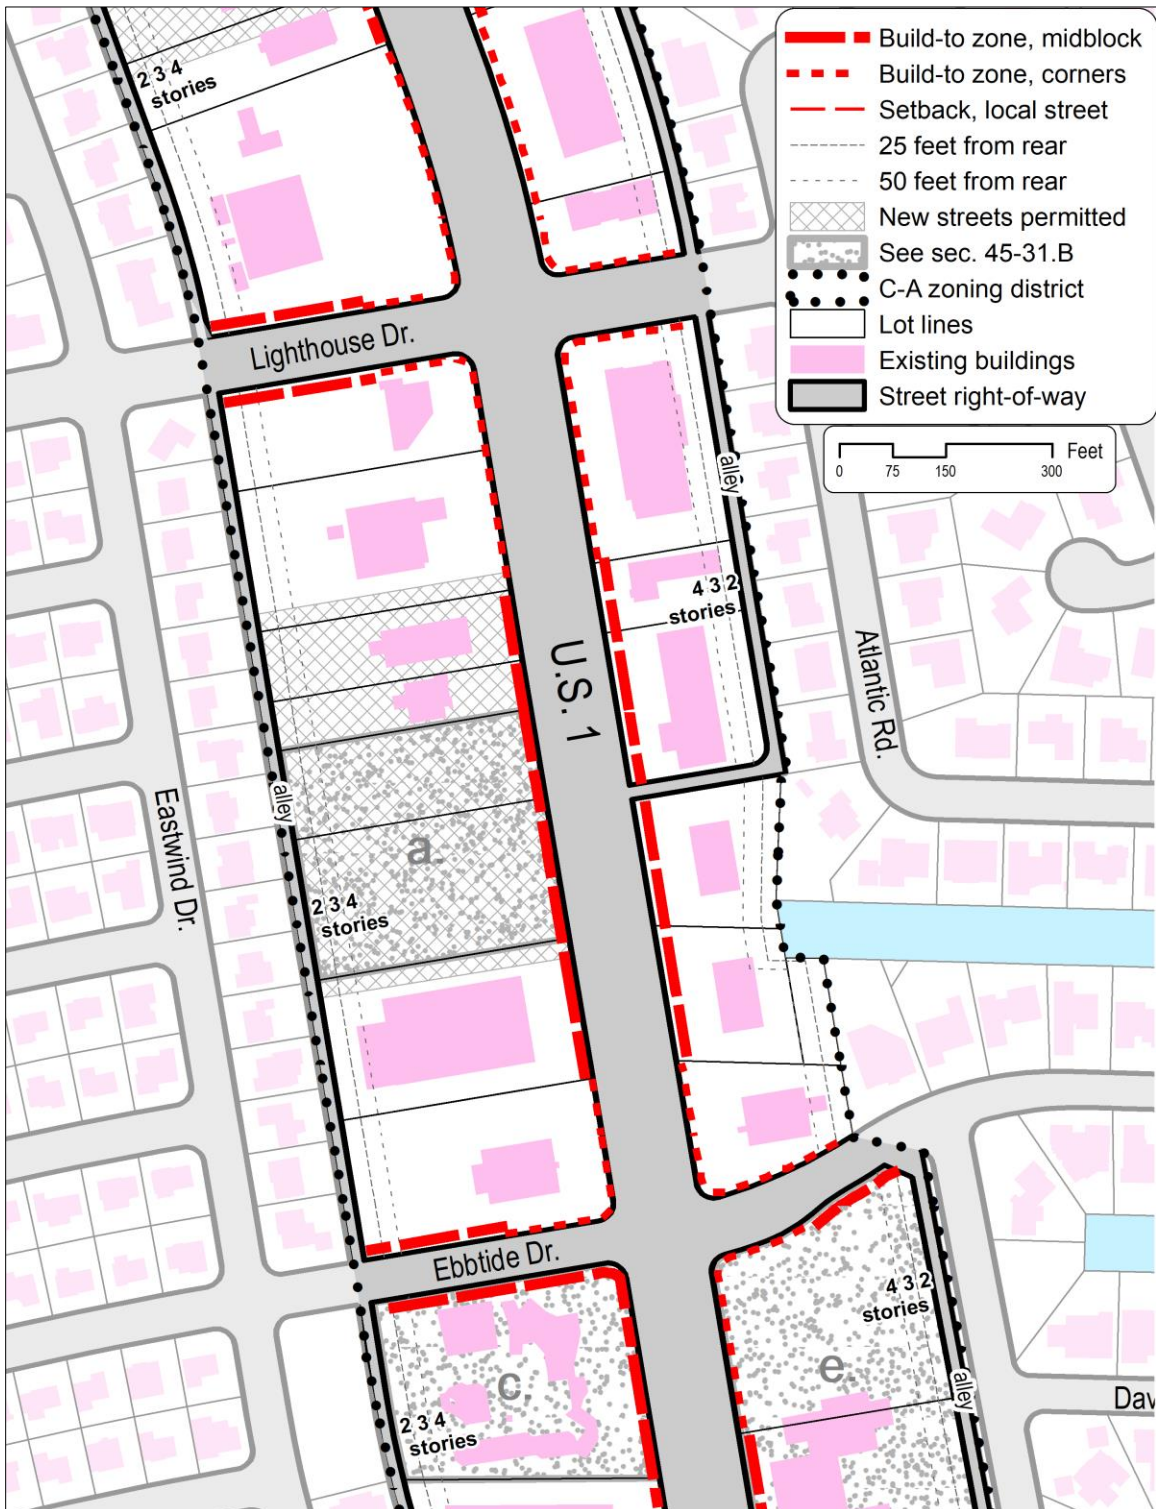 2 3 4
stories
Build-to zone, midblock
Build-to zone, corners
Setback, local street
25 feet from rear
50 feet from rear
New streets permitted
See sec. 45-31.B
C-A zoning district
Lot lines
Existing buildings
Street right-of-way
Feet
0 75 150 300
Lighthouse Dr.
alley
4 3 2
stories
U.S. 1
Atlantic Rd.
Eastwind Dr.
alley
a.
2 3 4
stories
Ebbtide Dr.
4 3 2
stories
c.
e.
alley
Dav
2 3 4
stories